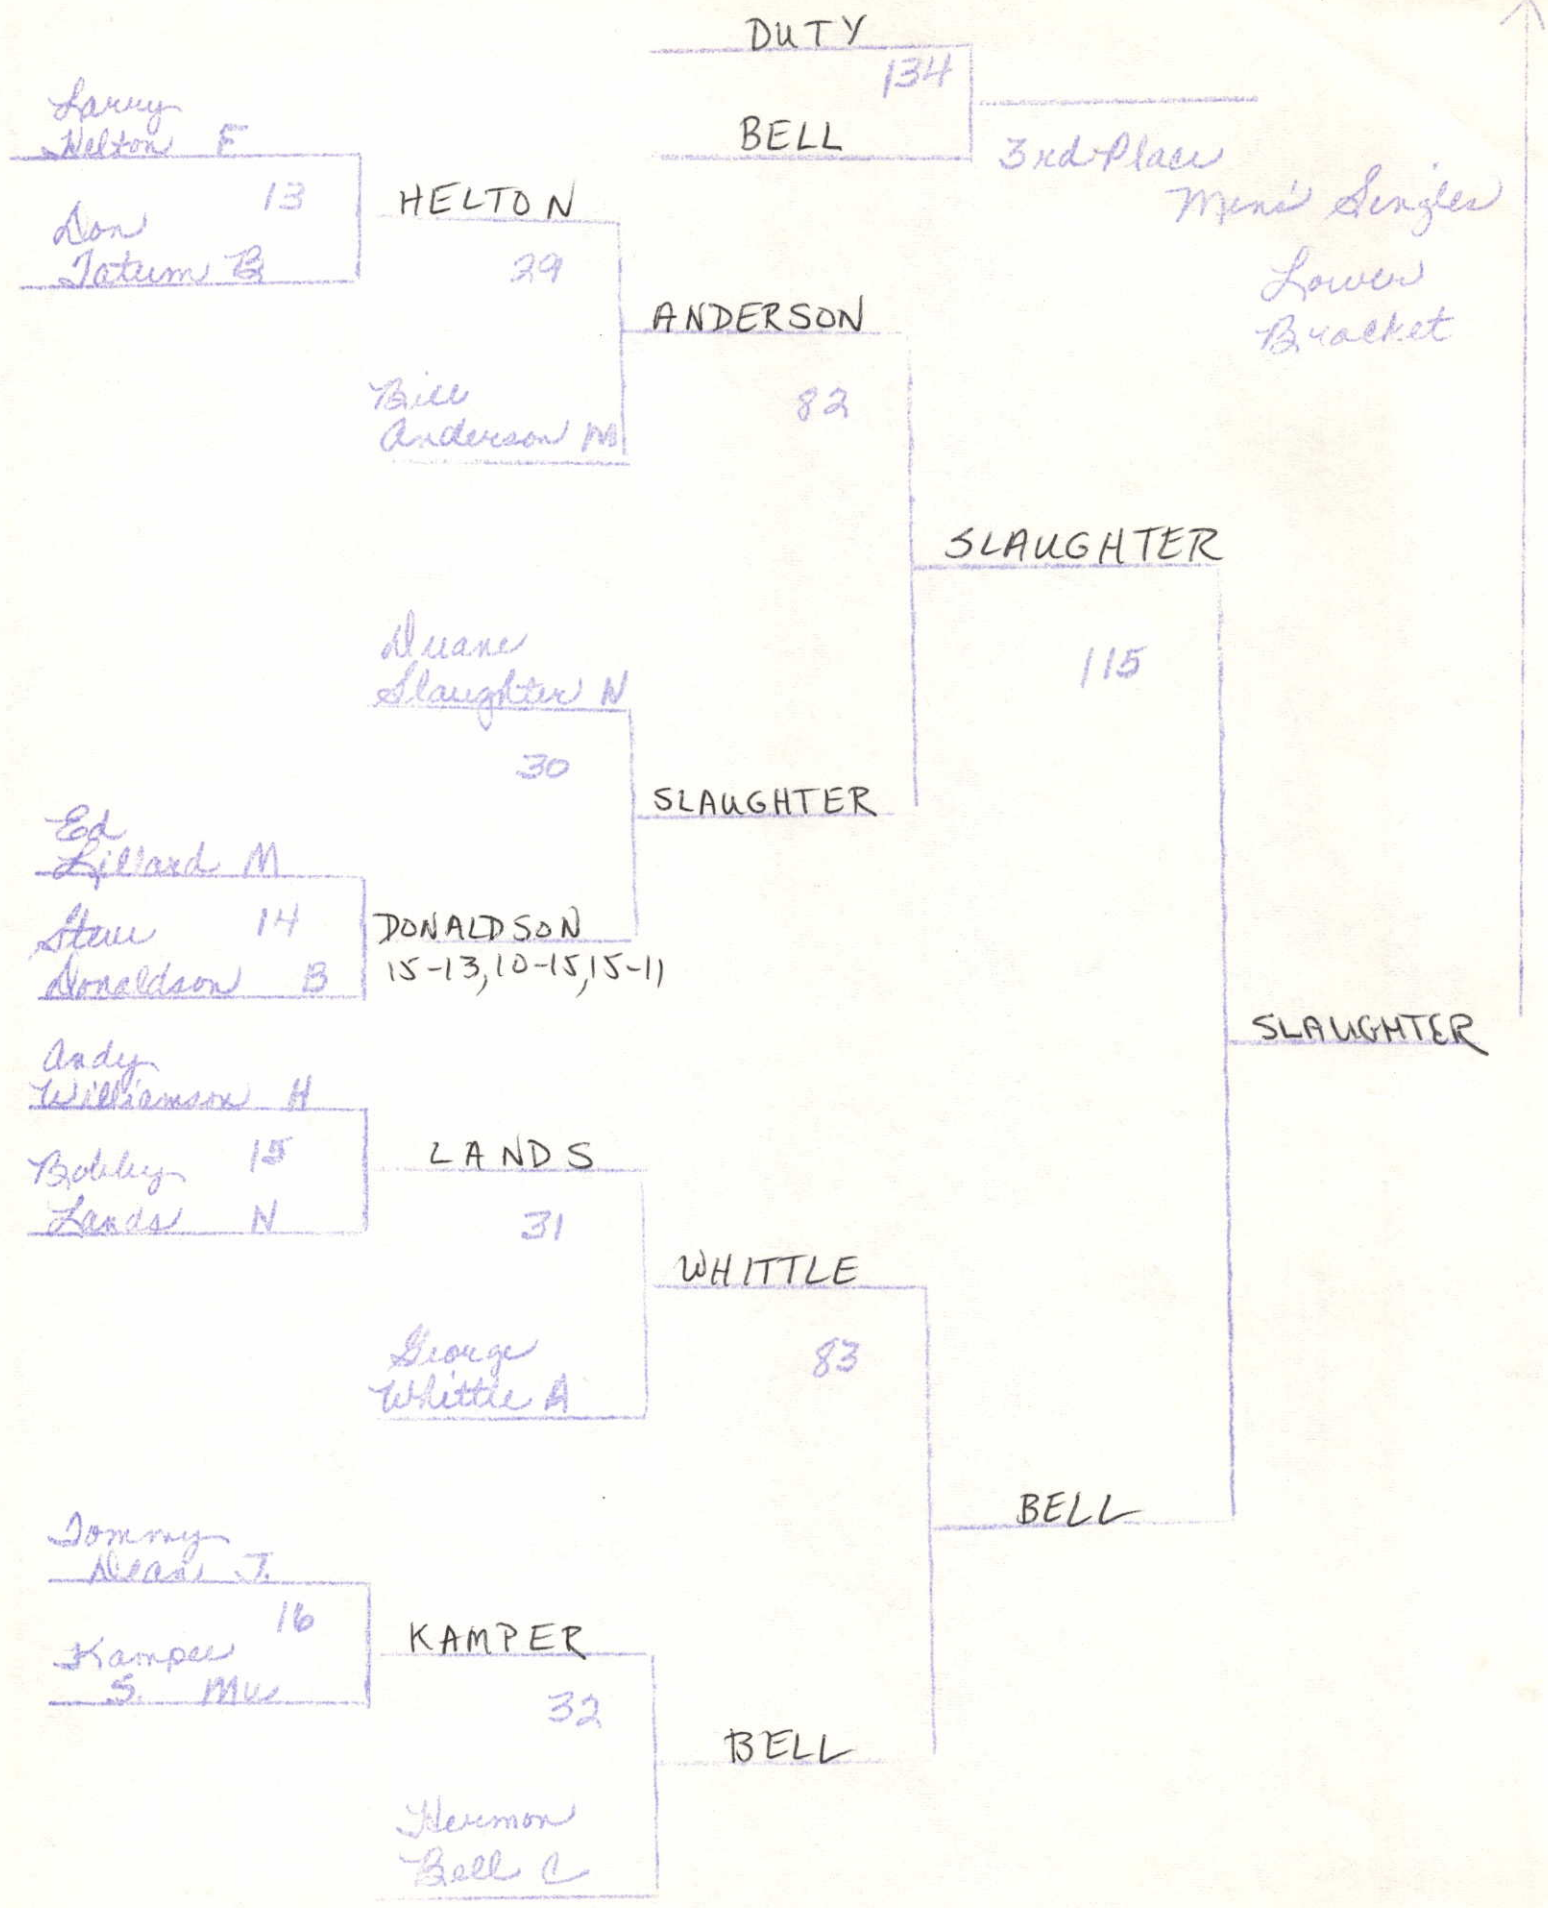 DUTY
134
BELL
3rd Place
Mens' Singles
Lower
Bracket
Larry
Helton F
13
Don
Tatum B
HELTON
29
Bill
Anderson M
ANDERSON
82
Duane
Slaughter N
30
SLAUGHTER
SLAUGHTER
115
Ed
Lillard M
14
Steve
Donaldson B
DONALDSON
15-13, 10-15, 15-11
SLAUGHTER
Andy
Williamson H
15
Bobby
Lands N
LANDS
31
George
Whittle A
WHITTLE
83
BELL
Tommy
Dean T.
16
Kamper
S. Mu
KAMPER
32
Hermon
Bell C
BELL